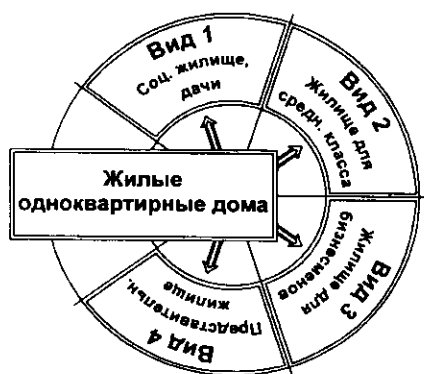 Вид 1
Соц. жилище,
дачи
Вид 2
Жилище для
средн. класса
Жилые
одноквартирные дома
Вид 3
Жилище для
бизнесменов
Вид 4
Представительн.
жилище